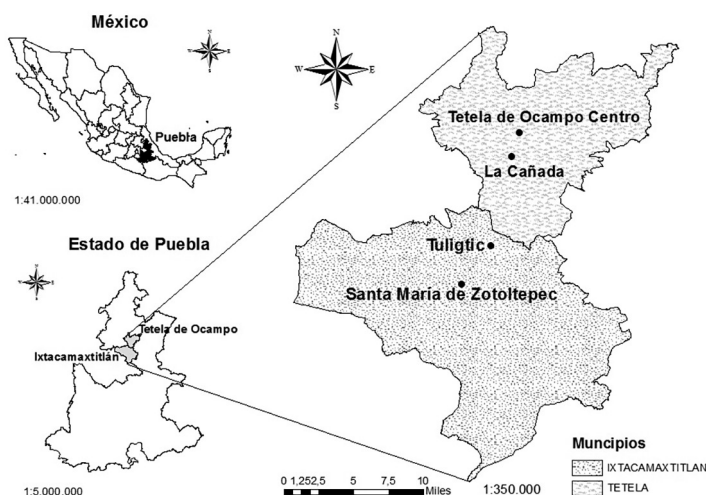 México
N
W E
S
Puebla
1:41.000.000
N
W E
S
Tetela de Ocampo Centro
La Cañada
Tuligtic
Santa María de Zotoltepec
Estado de Puebla
Tetela de Ocampo
Ixtacamaxtitlán
1:5.000.000
0 1,252,5 5 7,5 10
Miles
1:350.000
Muncipios
IXTACAMAXTITLAN
TETELA